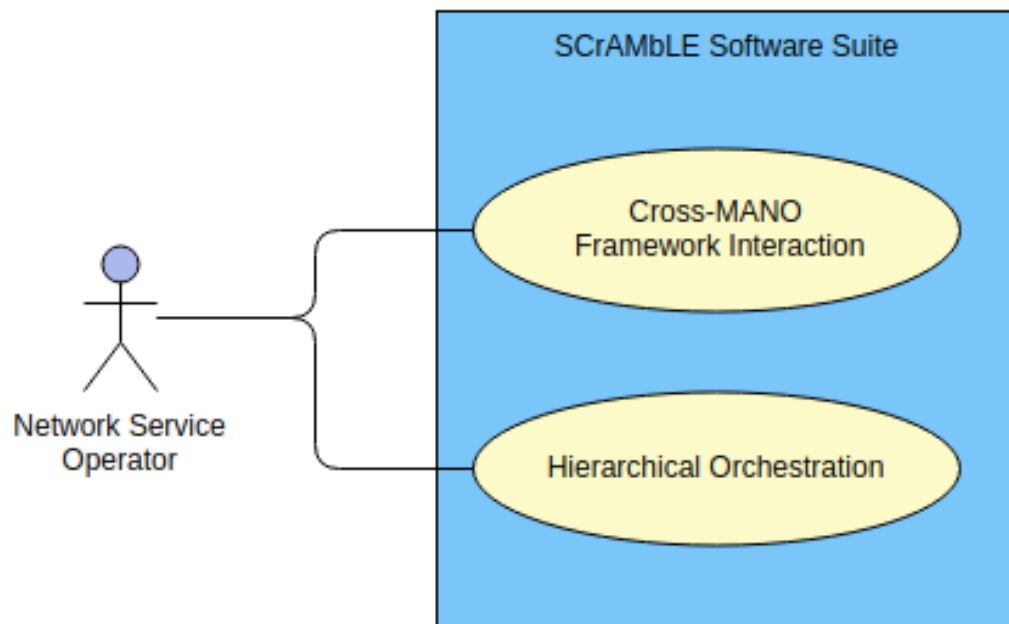 SCrAMbLE Software Suite
Cross-MANO
Framework Interaction
Network Service
Operator
Hierarchical Orchestration